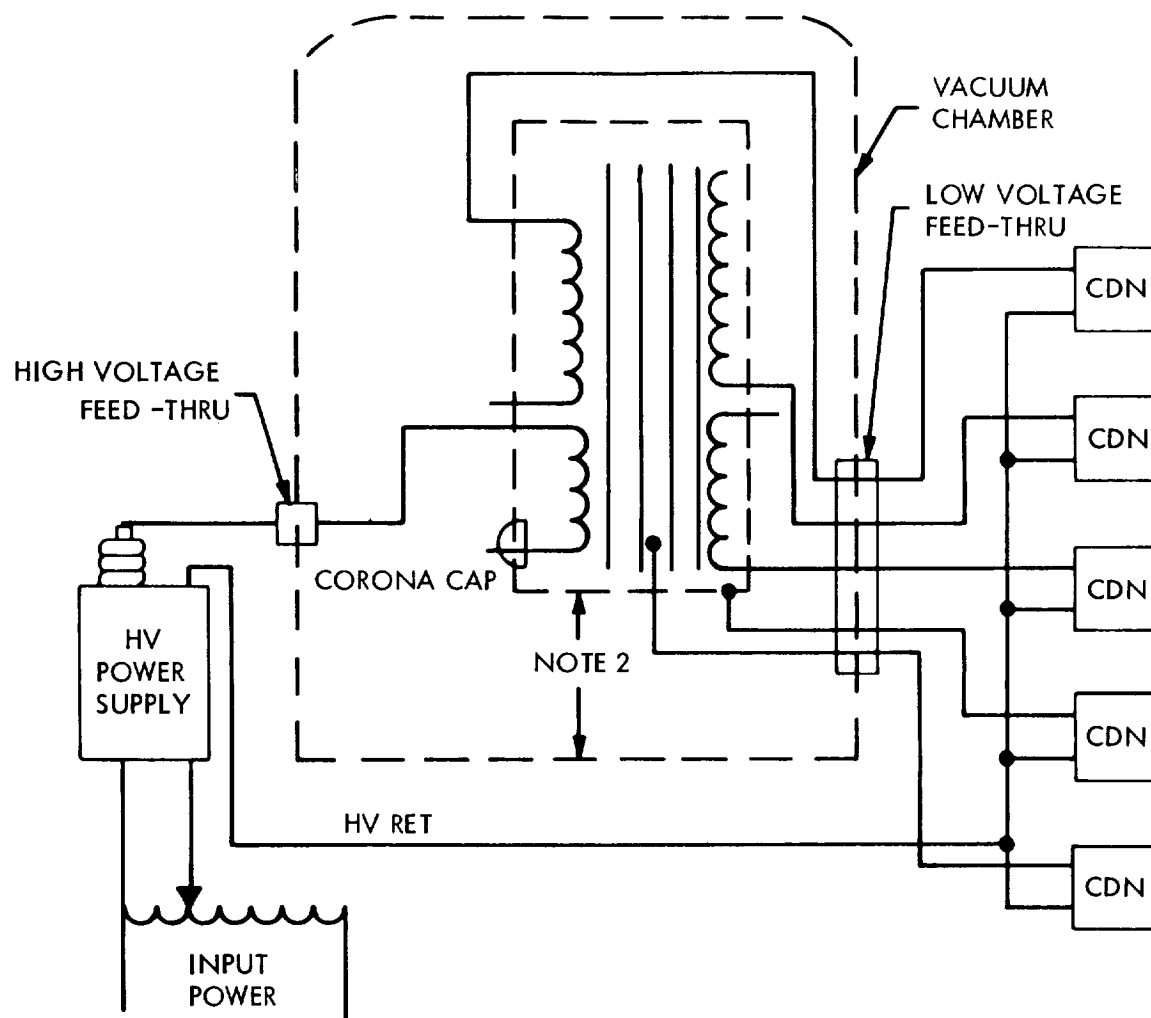 VACUUM
CHAMBER
LOW VOLTAGE
FEED-THRU
CDN
HIGH VOLTAGE
FEED -THRU
CDN
CORONA CAP
CDN
HV
POWER
SUPPLY
NOTE 2
CDN
HV RET
CDN
INPUT
POWER